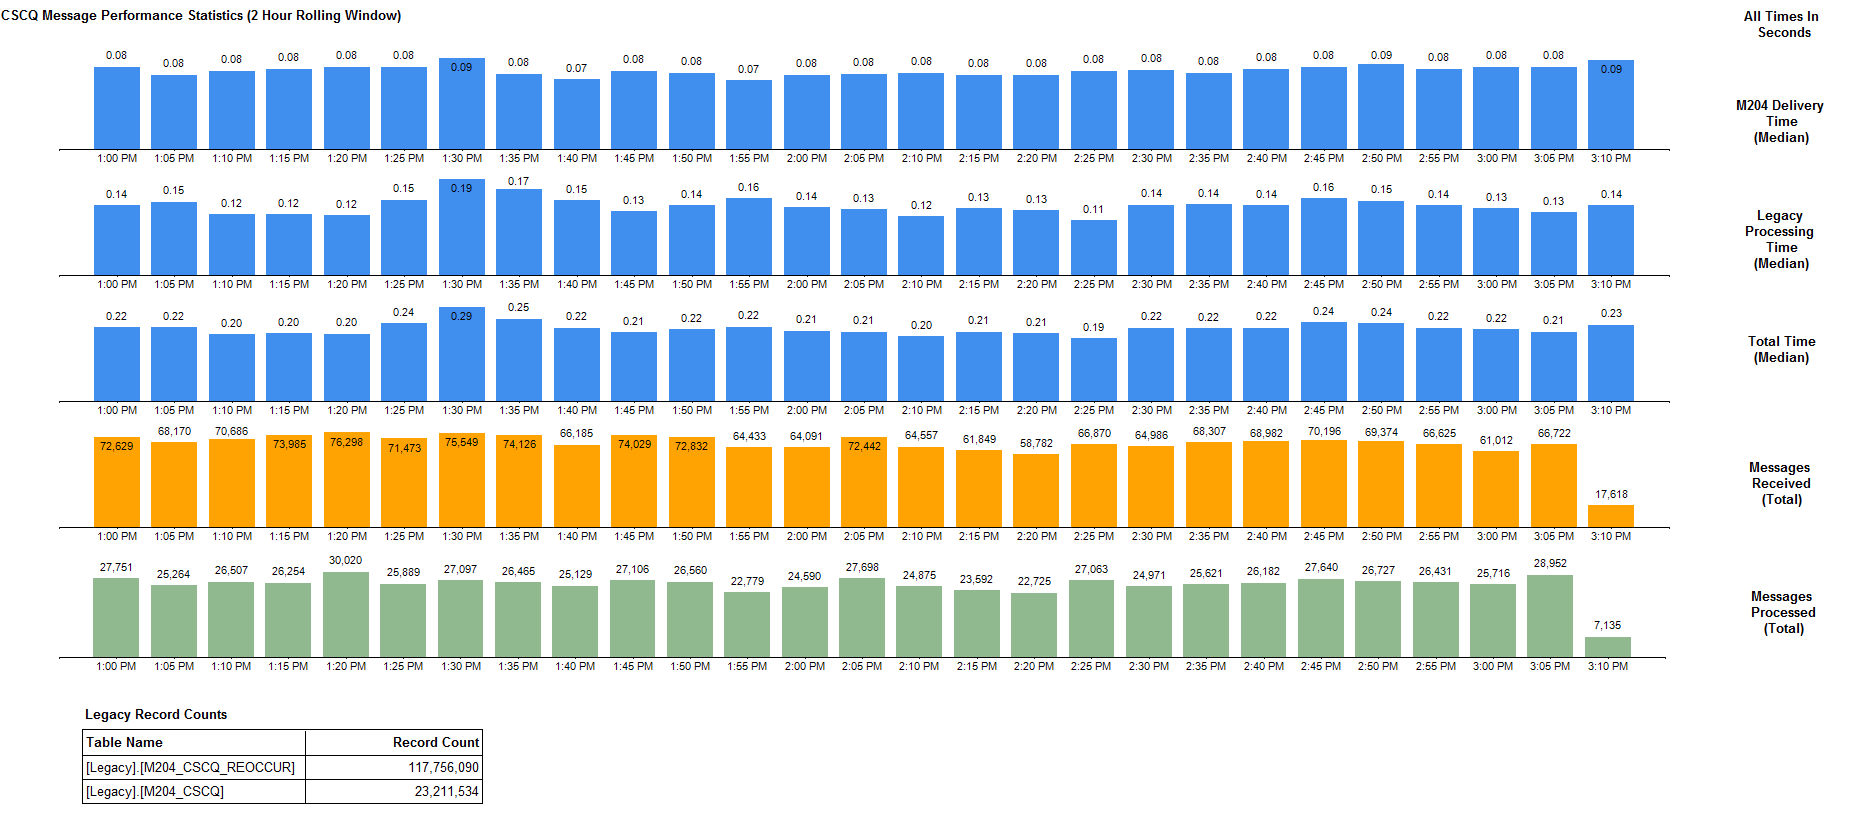 CSCQ Message Performance Statistics (2 Hour Rolling Window)
All Times In
Seconds
0.08 0.08 0.08 0.08 0.08 0.08 0.09 0.08 0.07 0.08 0.08 0.07 0.08 0.08 0.08 0.08 0.08 0.08 0.08 0.08 0.08 0.08 0.09 0.08 0.08 0.08 0.09
M204 Delivery
Time
(Median)
1:00 PM 1:05 PM 1:10 PM 1:15 PM 1:20 PM 1:25 PM 1:30 PM 1:35 PM 1:40 PM 1:45 PM 1:50 PM 1:55 PM 2:00 PM 2:05 PM 2:10 PM 2:15 PM 2:20 PM 2:25 PM 2:30 PM 2:35 PM 2:40 PM 2:45 PM 2:50 PM 2:55 PM 3:00 PM 3:05 PM 3:10 PM
0.14 0.15 0.12 0.12 0.12 0.15 0.19 0.17 0.15 0.13 0.14 0.16 0.14 0.13 0.12 0.13 0.13 0.11 0.14 0.14 0.14 0.16 0.15 0.14 0.13 0.13 0.14
Legacy
Processing
Time
(Median)
1:00 PM 1:05 PM 1:10 PM 1:15 PM 1:20 PM 1:25 PM 1:30 PM 1:35 PM 1:40 PM 1:45 PM 1:50 PM 1:55 PM 2:00 PM 2:05 PM 2:10 PM 2:15 PM 2:20 PM 2:25 PM 2:30 PM 2:35 PM 2:40 PM 2:45 PM 2:50 PM 2:55 PM 3:00 PM 3:05 PM 3:10 PM
0.22 0.22 0.20 0.20 0.20 0.24 0.29 0.25 0.22 0.21 0.22 0.22 0.21 0.21 0.20 0.21 0.21 0.19 0.22 0.22 0.22 0.24 0.24 0.22 0.22 0.21 0.23
Total Time
(Median)
1:00 PM 1:05 PM 1:10 PM 1:15 PM 1:20 PM 1:25 PM 1:30 PM 1:35 PM 1:40 PM 1:45 PM 1:50 PM 1:55 PM 2:00 PM 2:05 PM 2:10 PM 2:15 PM 2:20 PM 2:25 PM 2:30 PM 2:35 PM 2:40 PM 2:45 PM 2:50 PM 2:55 PM 3:00 PM 3:05 PM 3:10 PM
72,629 68,170 70,686 73,985 76,298 71,473 75,549 74,126 66,185 74,029 72,832 64,433 64,091 72,442 64,557 61,849 58,782 66,870 64,986 68,307 68,982 70,196 69,374 66,625 61,012 66,722 17,618
Messages
Received
(Total)
1:00 PM 1:05 PM 1:10 PM 1:15 PM 1:20 PM 1:25 PM 1:30 PM 1:35 PM 1:40 PM 1:45 PM 1:50 PM 1:55 PM 2:00 PM 2:05 PM 2:10 PM 2:15 PM 2:20 PM 2:25 PM 2:30 PM 2:35 PM 2:40 PM 2:45 PM 2:50 PM 2:55 PM 3:00 PM 3:05 PM 3:10 PM
27,751 25,264 26,507 26,254 30,020 25,889 27,097 26,465 25,129 27,106 26,560 22,779 24,590 27,698 24,875 23,592 22,725 27,063 24,971 25,621 26,182 27,640 26,727 26,431 25,716 28,952 7,135
Messages
Processed
(Total)
1:00 PM 1:05 PM 1:10 PM 1:15 PM 1:20 PM 1:25 PM 1:30 PM 1:35 PM 1:40 PM 1:45 PM 1:50 PM 1:55 PM 2:00 PM 2:05 PM 2:10 PM 2:15 PM 2:20 PM 2:25 PM 2:30 PM 2:35 PM 2:40 PM 2:45 PM 2:50 PM 2:55 PM 3:00 PM 3:05 PM 3:10 PM
Legacy Record Counts
Table Name Record Count
[Legacy].[M204_CSCQ_REOCCUR] 117,756,090
[Legacy].[M204_CSCQ] 23,211,534